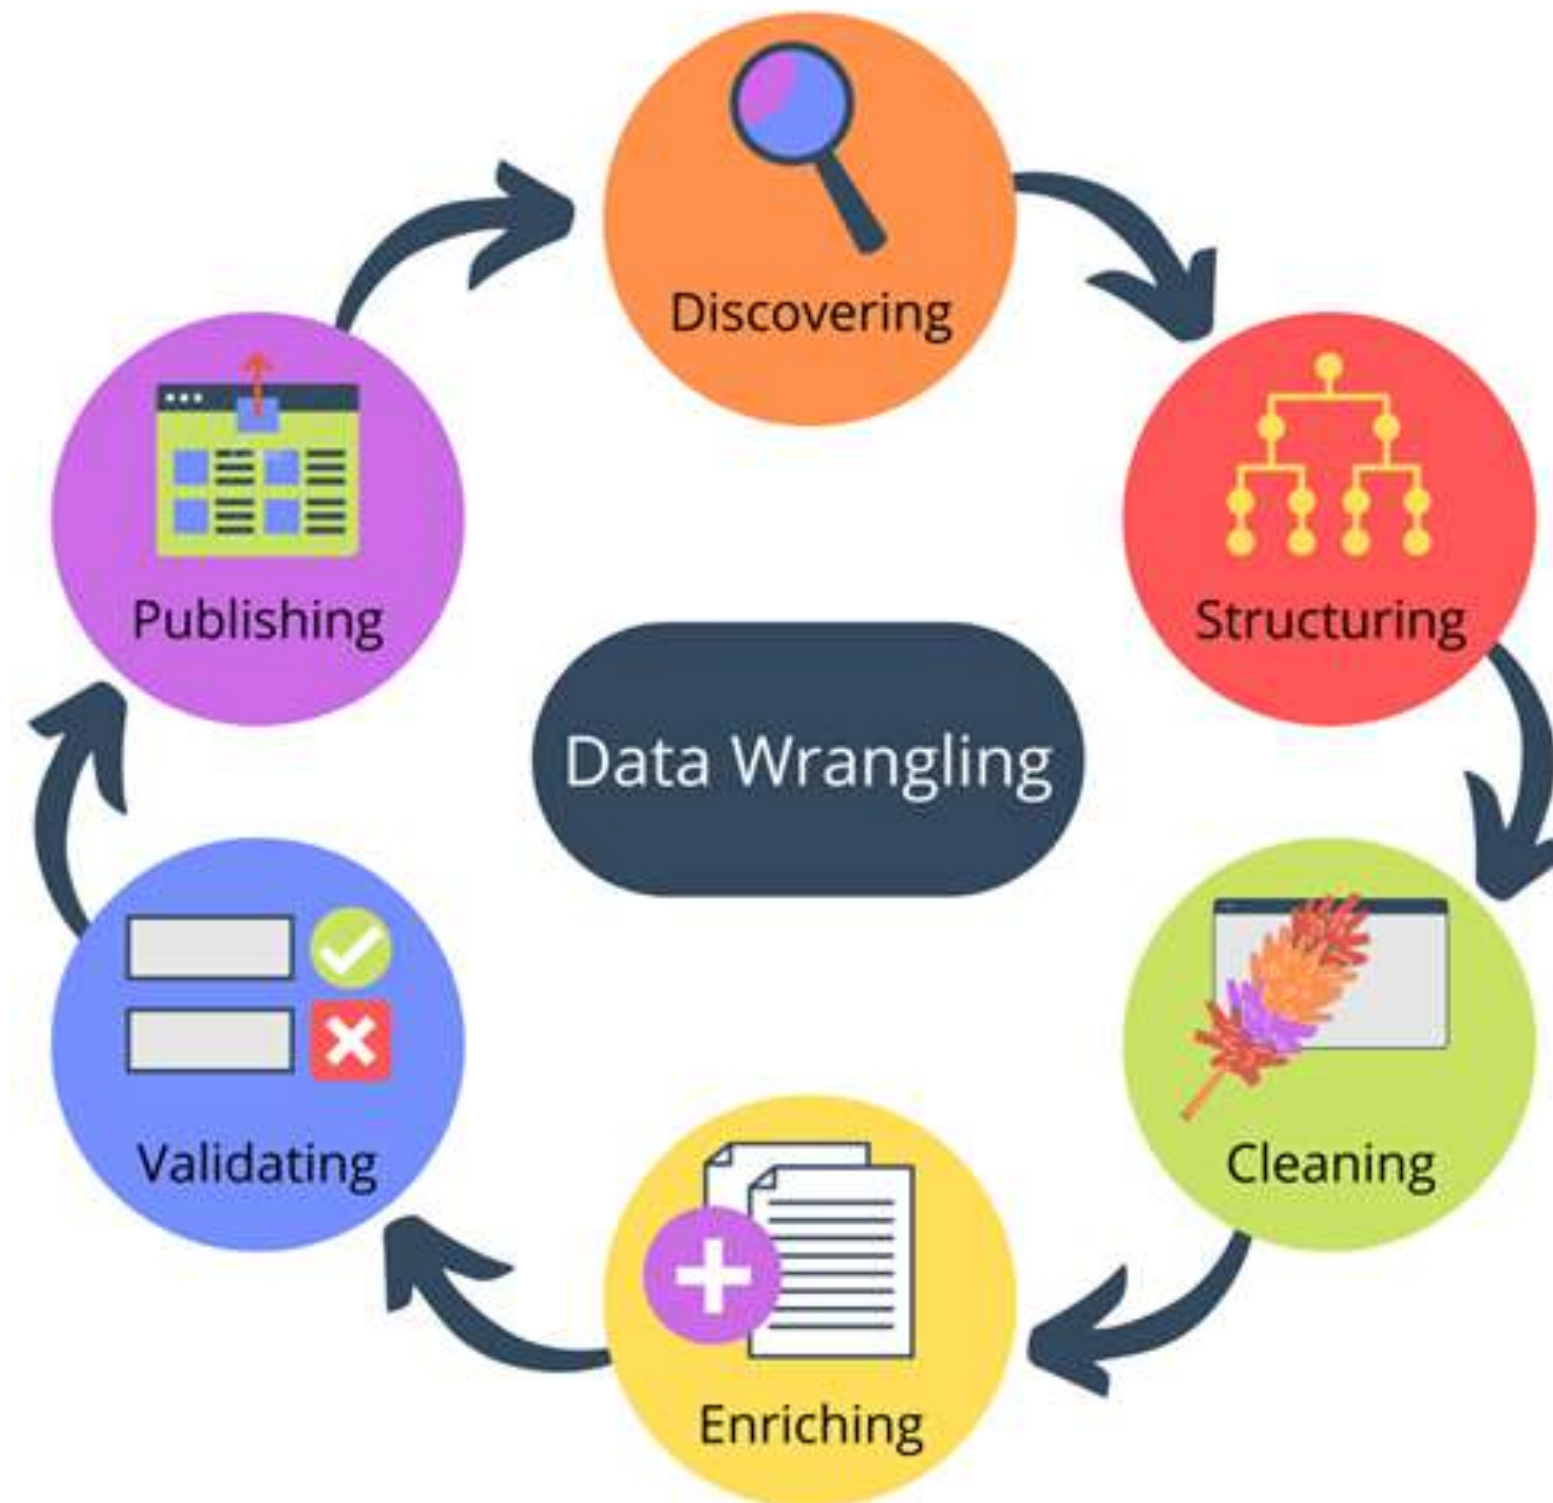 Discovering
Structuring
Cleaning
Enriching
Validating
Publishing
Data Wrangling